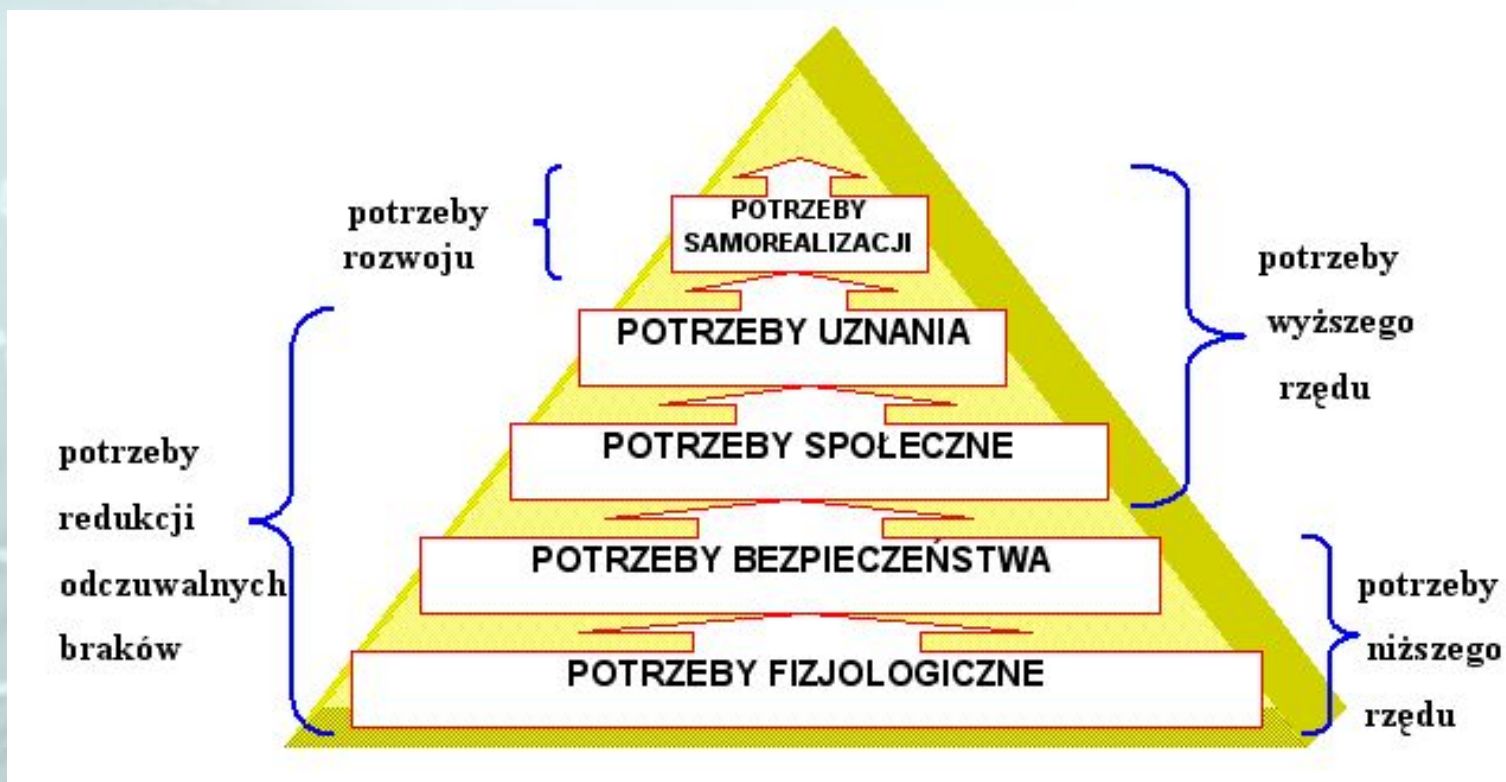 potrzeby
rozwoju
potrzeby
redukcji
odczuwalnych
braków
POTRZEBY
SAMOREALIZACJI
POTRZEBY UZNANIA
POTRZEBY SPOŁECZNE
POTRZEBY BEZPIECZEŃSTWA
POTRZEBY FIZJOLOGICZNE
potrzeby
wyższego
rzędu
potrzeby
niższego
rzędu